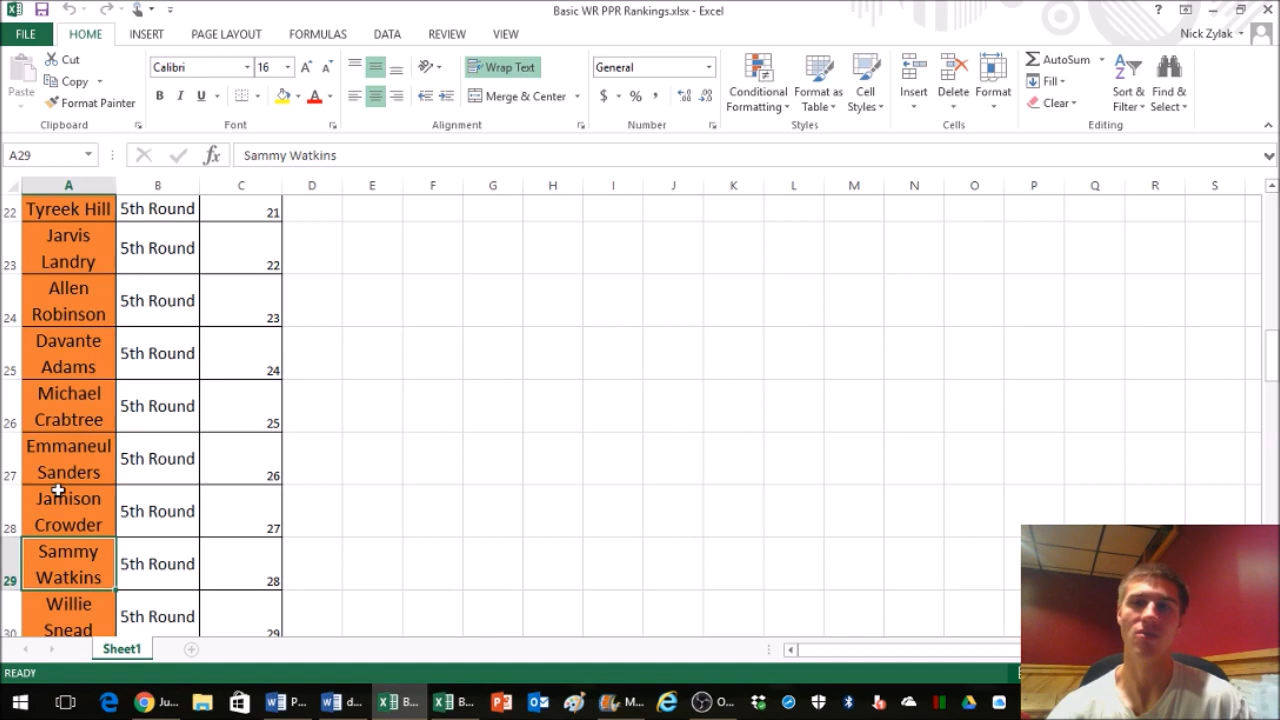 Basic WR PPR Rankings.xlsx - Excel
?
FILE HOME INSERT PAGE LAYOUT FORMULAS DATA REVIEW VIEW Nick Zylak
Paste
Cut
Copy
Format Painter
Clipboard
Calibri 16
B I U
Font
Wrap Text
Merge & Center
Alignment
General
$ % ,
Number
Conditional Formatting
Format as Table
Cell Styles
Styles
Insert Delete Format
Cells
AutoSum
Fill
Clear
Sort & Filter
Find & Select
Editing
A29 fx Sammy Watkins
A B C D E F G H I J K L M N O P Q R S
22 Tyreek Hill 5th Round 21
23 Jarvis Landry 5th Round 22
24 Allen Robinson 5th Round 23
25 Davante Adams 5th Round 24
26 Michael Crabtree 5th Round 25
27 Emmaneul Sanders 5th Round 26
28 Jamison Crowder 5th Round 27
29 Sammy Watkins 5th Round 28
30 Willie Snead 5th Round 29
Sheet1
READY
Ju... P... d... B... B... M... O...